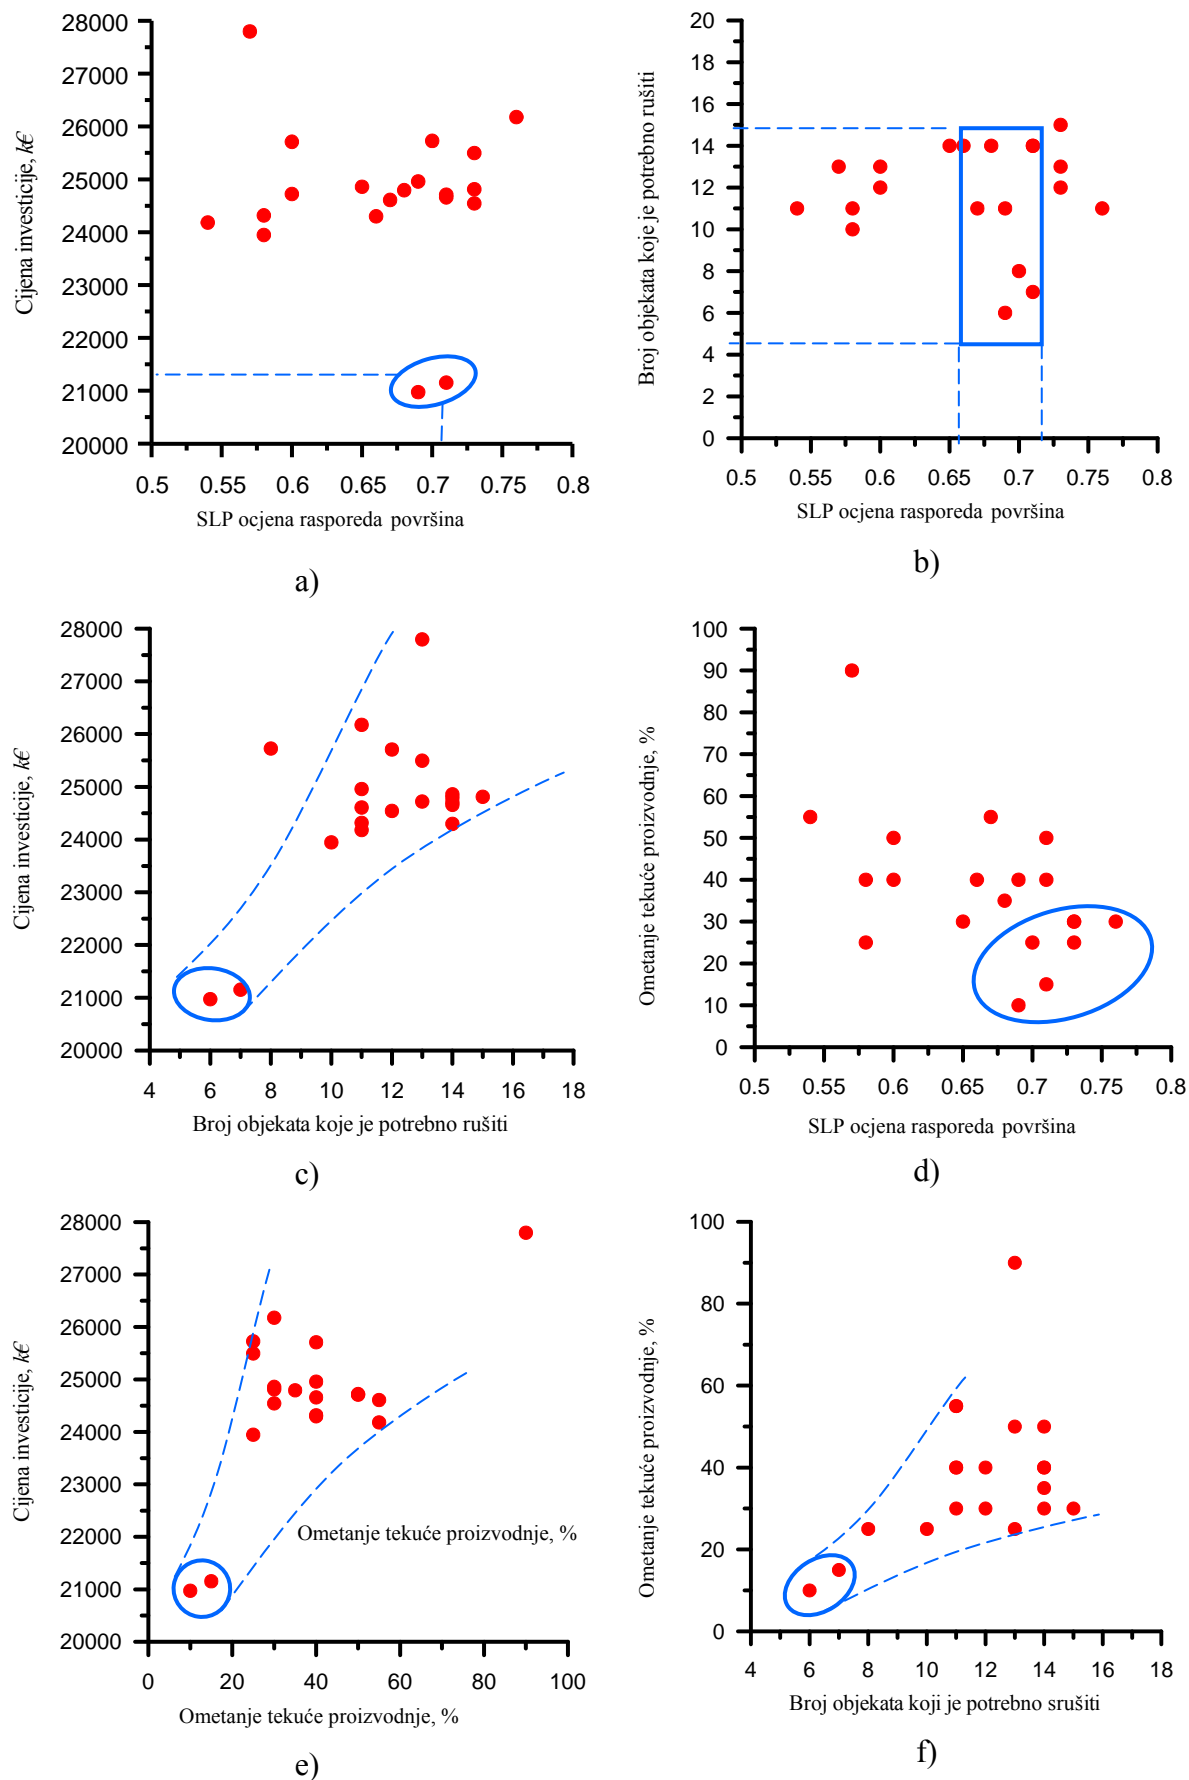 28000
27000
26000
25000
24000
23000
22000
21000
20000
Cijena investicije, k€
0.5 0.55 0.6 0.65 0.7 0.75 0.8
SLP ocjena rasporeda površina
a)
20
18
16
14
12
10
8
6
4
2
0
Broj objekata koje je potrebno rušiti
0.5 0.55 0.6 0.65 0.7 0.75 0.8
SLP ocjena rasporeda površina
b)
28000
27000
26000
25000
24000
23000
22000
21000
20000
Cijena investicije, k€
4 6 8 10 12 14 16 18
Broj objekata koje je potrebno rušiti
c)
100
90
80
70
60
50
40
30
20
10
0
Ometanje tekuće proizvodnje, %
0.5 0.55 0.6 0.65 0.7 0.75 0.8
SLP ocjena rasporeda površina
d)
28000
27000
26000
25000
24000
23000
22000
21000
20000
Cijena investicije, k€
Ometanje tekuće proizvodnje, %
0 20 40 60 80 100
Ometanje tekuće proizvodnje, %
e)
100
80
60
40
20
0
Ometanje tekuće proizvodnje, %
4 6 8 10 12 14 16 18
Broj objekata koji je potrebno srušiti
f)